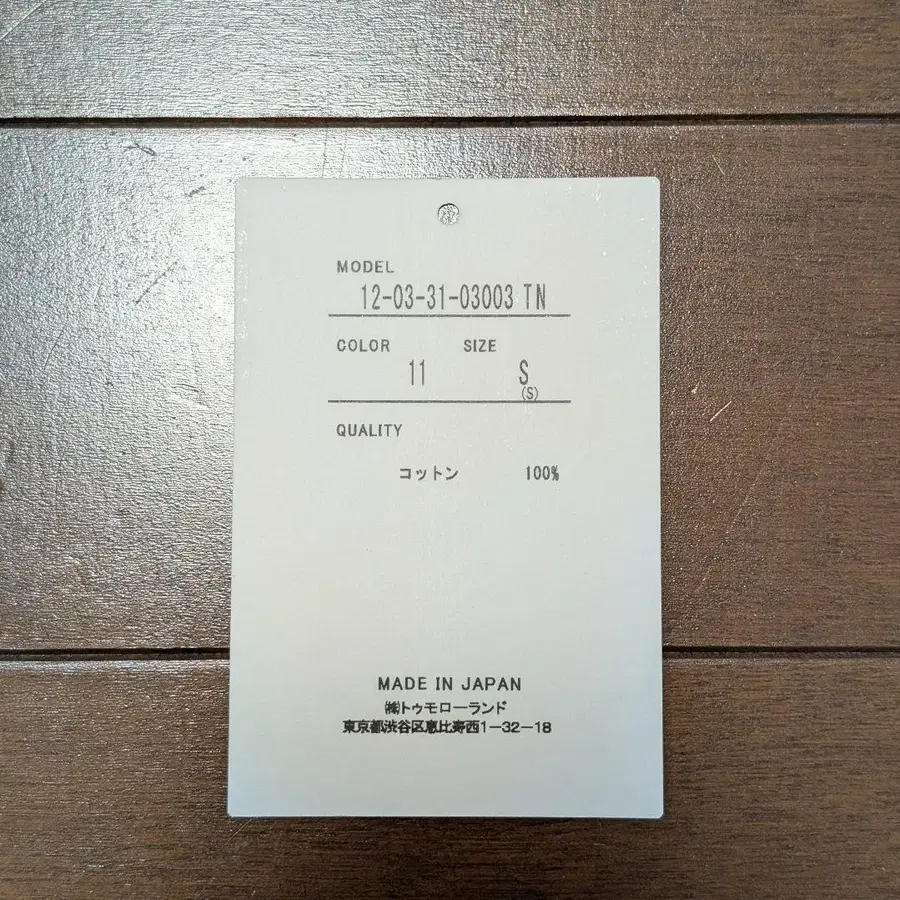 MODEL
12-03-31-03003 TN
COLOR SIZE
11 S
(S)
QUALITY
コットン 100%
MADE IN JAPAN
㈱トゥモローランド
東京都渋谷区恵比寿西1-32-18